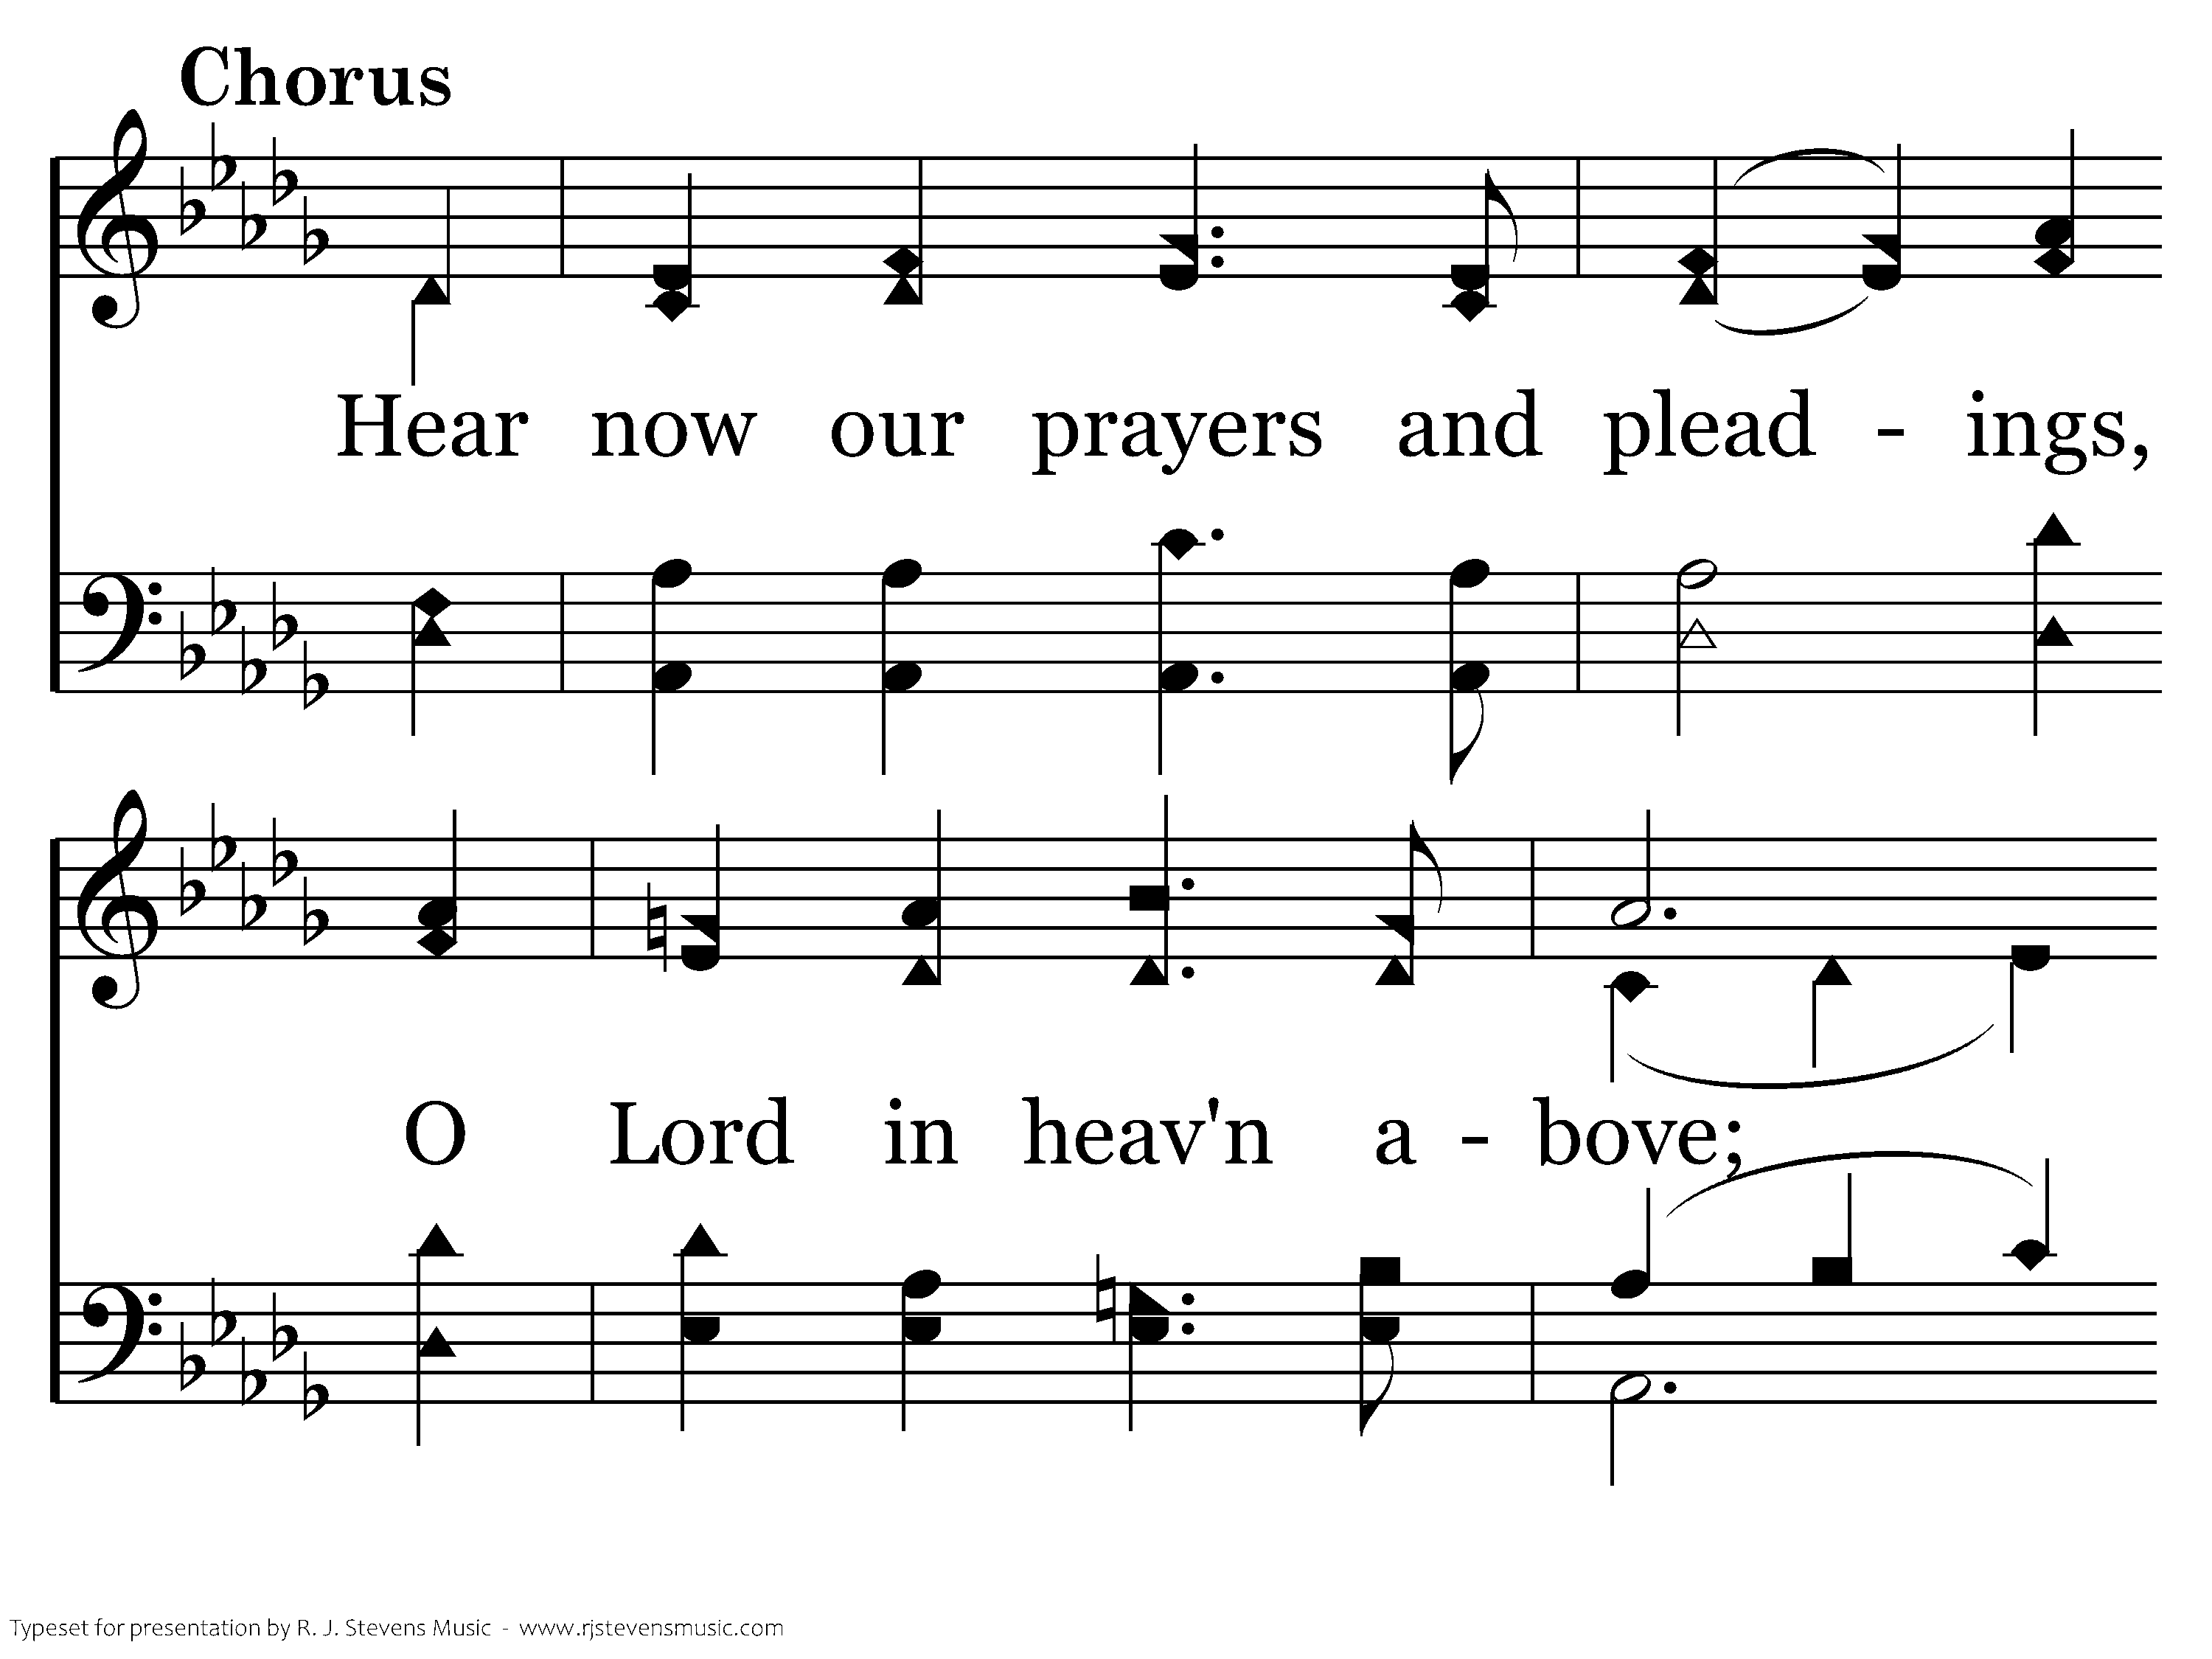 Chorus
Hear now our prayers and plead - ings,
O Lord in heav'n a - bove;
Typeset for presentation by R. J. Stevens Music - www.rjstevensmusic.com